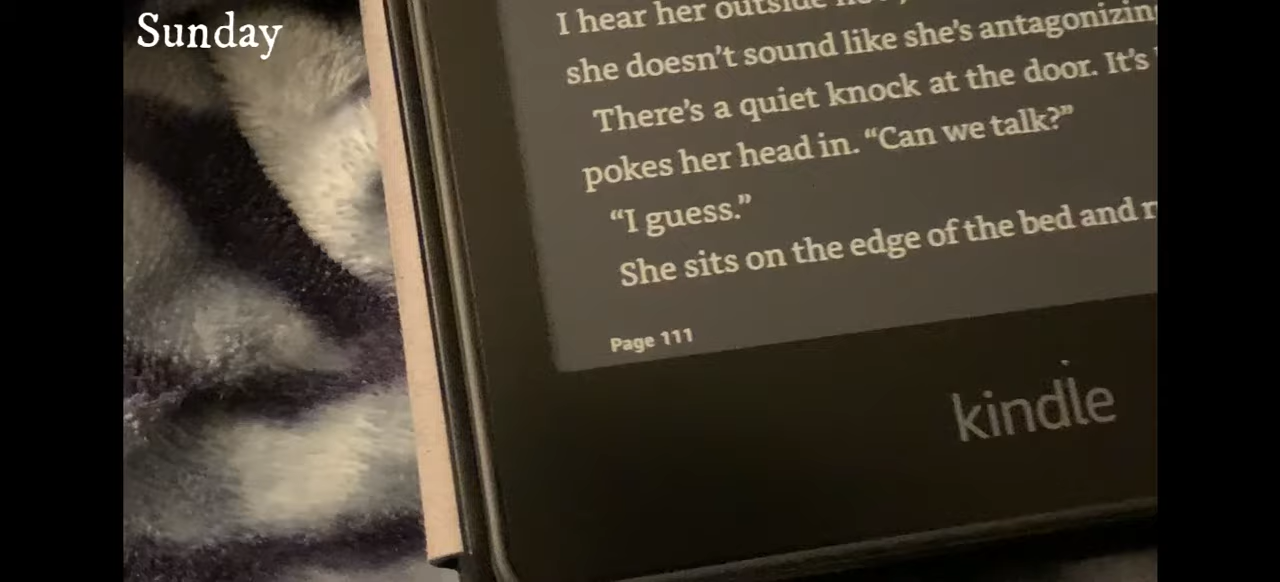 Sunday
I hear her outside
she doesn't sound like she's antagonizin
There's a quiet knock at the door. It's
pokes her head in. “Can we talk?”
“I guess.”
She sits on the edge of the bed and r
Page 111
kindle